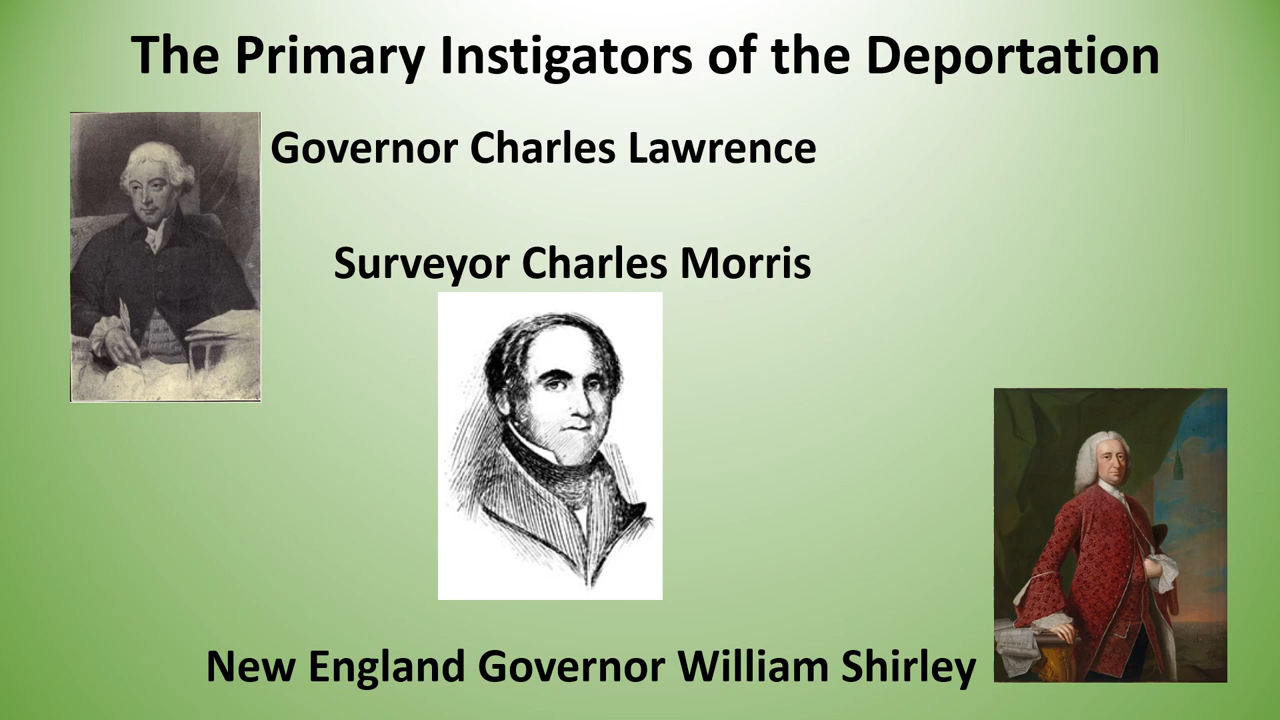 The Primary Instigators of the Deportation
Governor Charles Lawrence
Surveyor Charles Morris
New England Governor William Shirley